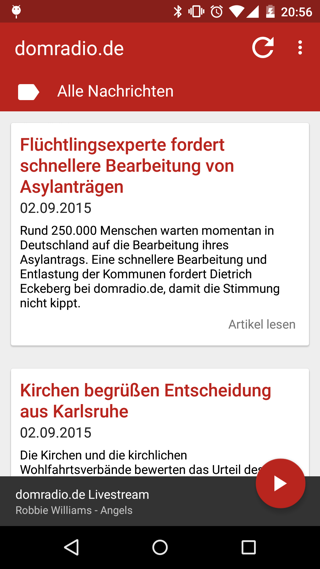 20:56
domradio.de
Alle Nachrichten
Flüchtlingsexperte fordert
schnellere Bearbeitung von
Asylanträgen
02.09.2015
Rund 250.000 Menschen warten momentan in
Deutschland auf die Bearbeitung ihres
Asylantrags. Eine schnellere Bearbeitung und
Entlastung der Kommunen fordert Dietrich
Eckeberg bei domradio.de, damit die Stimmung
nicht kippt.
Artikel lesen
Kirchen begrüßen Entscheidung
aus Karlsruhe
02.09.2015
Die Kirchen und die kirchlichen
Wohlfahrtsverbände bewerten das Urteil des
domradio.de Livestream
Robbie Williams - Angels